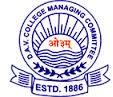 D.A.V. COLLEGE MANAGING COMMITTEE
ओ३म्
ESTD. 1886